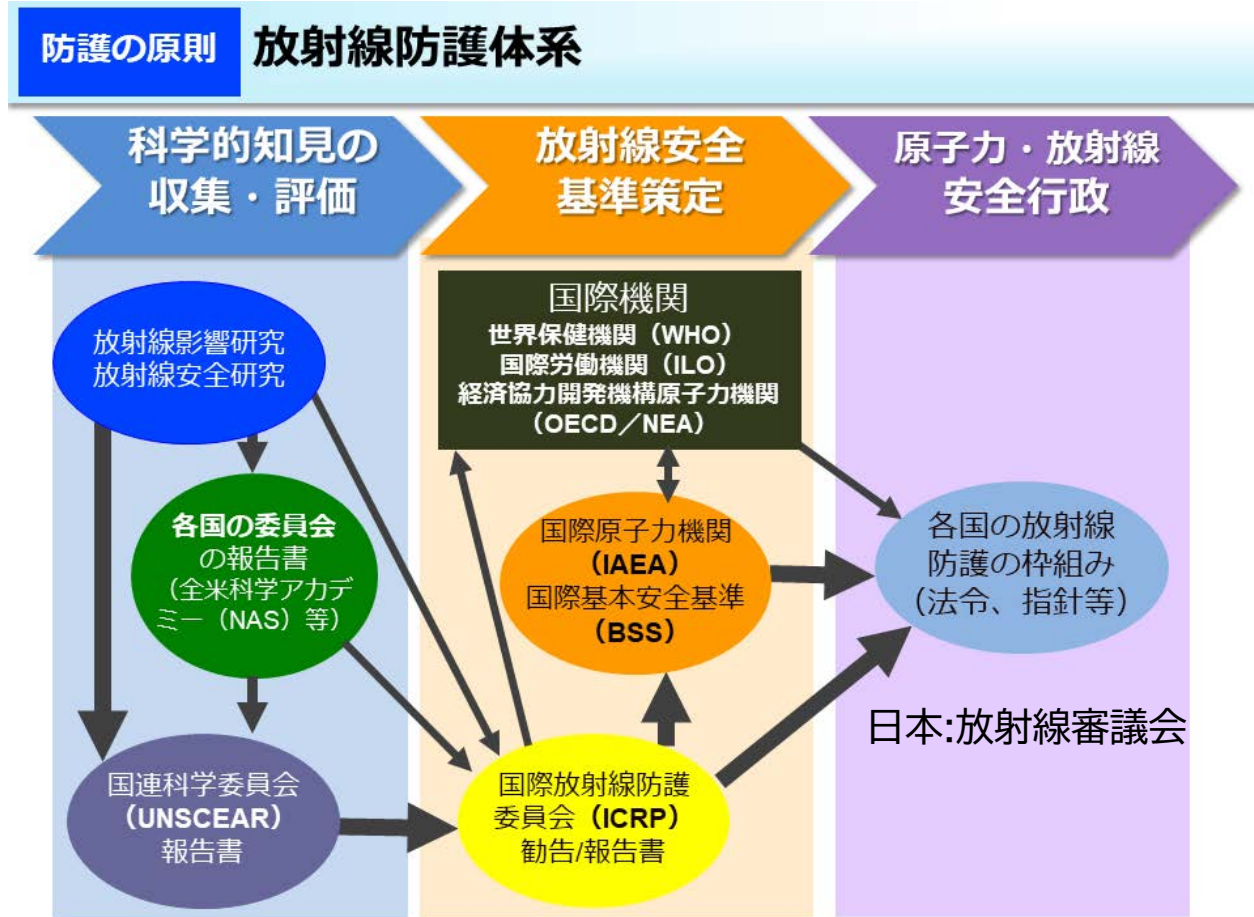 防護の原則
放射線防護体系
科学的知見の
収集・評価
放射線安全
基準策定
原子力・放射線
安全行政
放射線影響研究
放射線安全研究
各国の委員会
の報告書
(全米科学アカデ
ミー(NAS)等)
国連科学委員会
(UNSCEAR)
報告書
国際機関
世界保健機関(WHO)
国際労働機関(ILO)
経済協力開発機構原子力機関
(OECD/NEA)
国際原子力機関
(IAEA)
国際基本安全基準
(BSS)
国際放射線防護
委員会(ICRP)
勧告/報告書
各国の放射線
防護の枠組み
(法令、指針等)
日本:放射線審議会